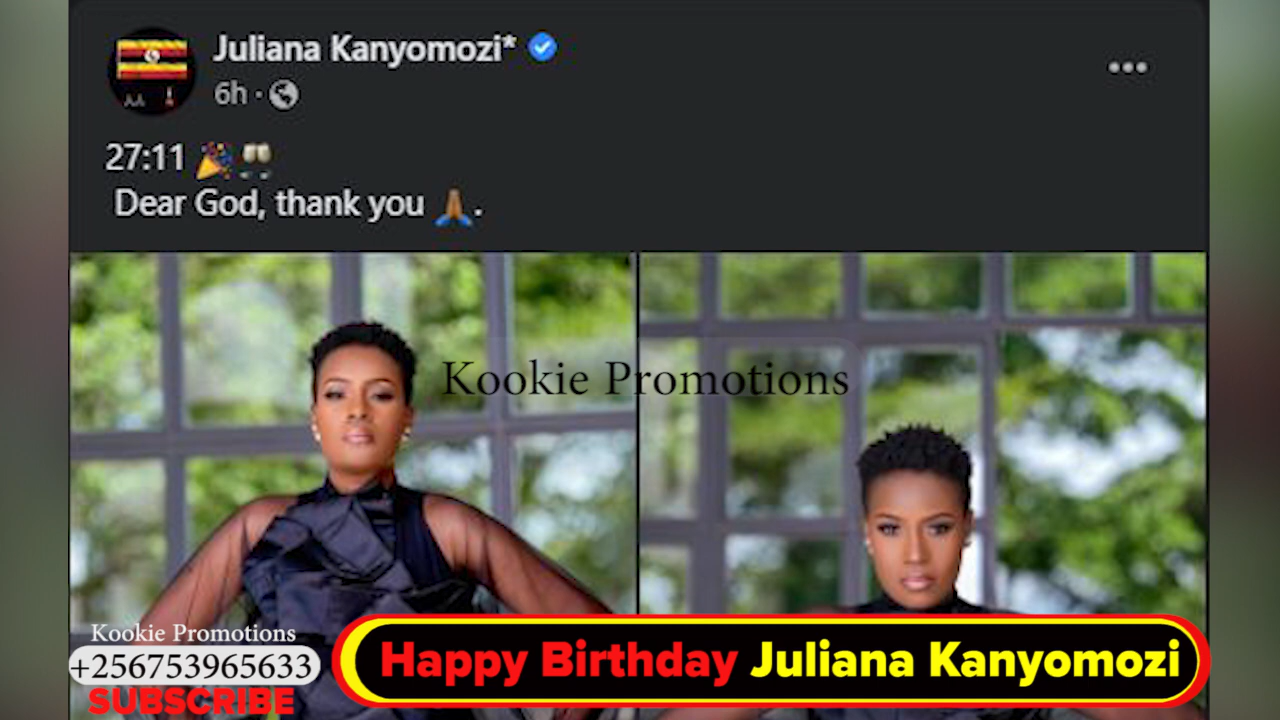 Juliana Kanyomozi*
6h ·
27:11 🎉🥂
Dear God, thank you 🙏🏾.
Kookie Promotions
Kookie Promotions
+256753965633
SUBSCRIBE
Happy Birthday Juliana Kanyomozi